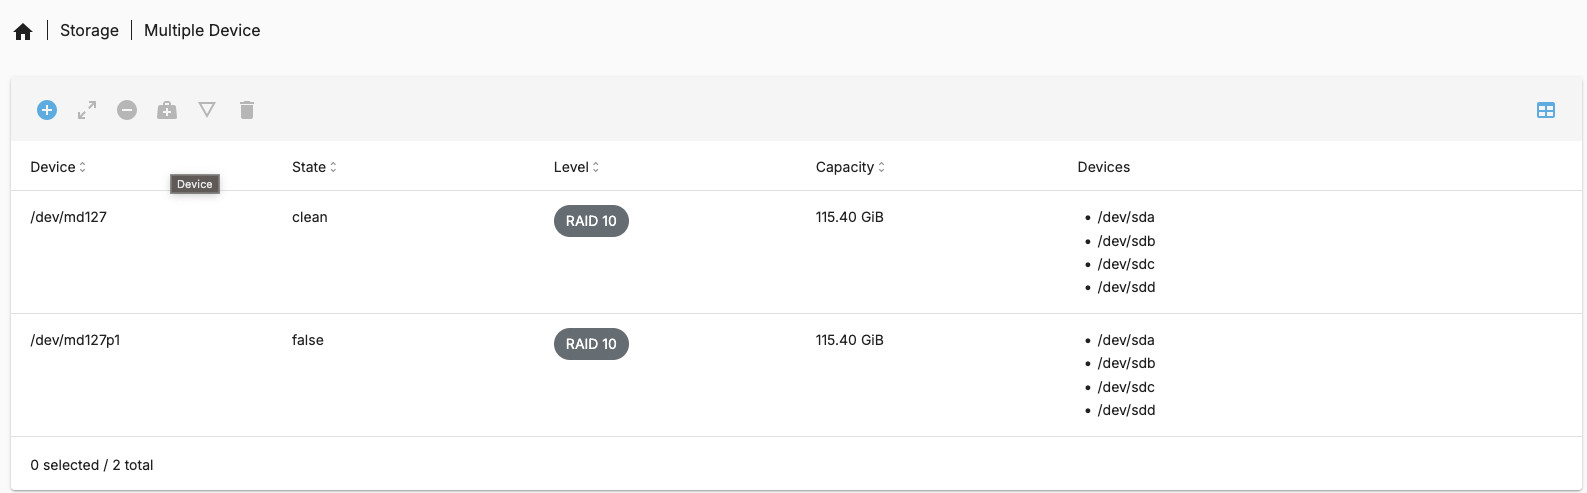 Storage | Multiple Device
Device State Level Capacity Devices
Device
/dev/md127 clean RAID 10 115.40 GiB • /dev/sda
• /dev/sdb
• /dev/sdc
• /dev/sdd
/dev/md127p1 false RAID 10 115.40 GiB • /dev/sda
• /dev/sdb
• /dev/sdc
• /dev/sdd
0 selected / 2 total